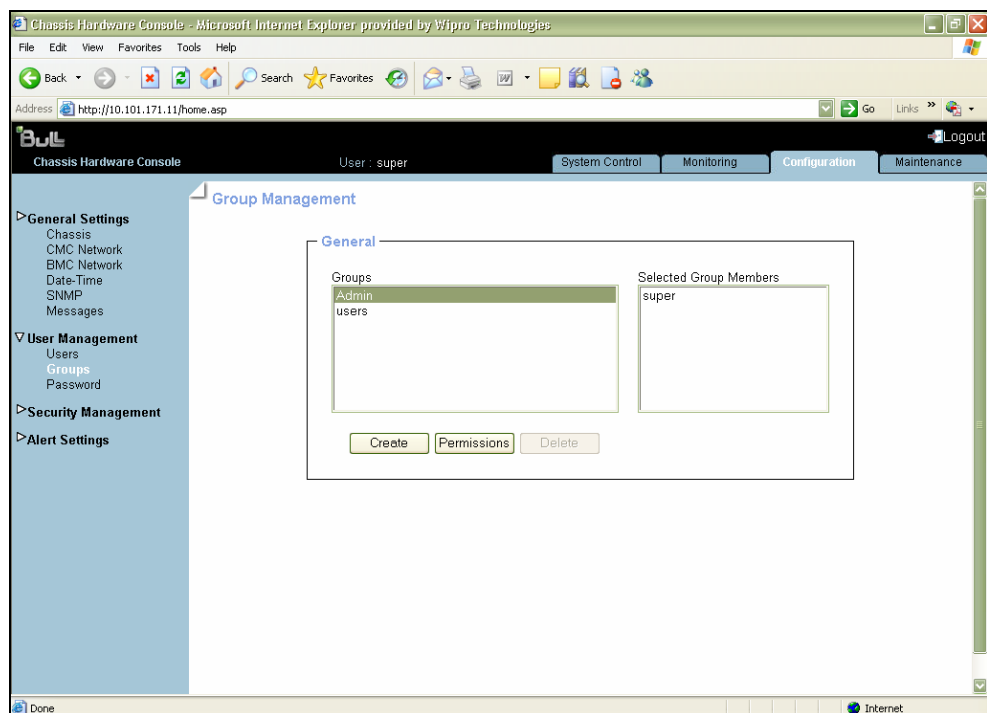 Chassis Hardware Console - Microsoft Internet Explorer provided by Wipro Technologies
File Edit View Favorites Tools Help
Back Search Favorites
Address http://10.101.171.11/home.asp Go Links »
Bull Logout
Chassis Hardware Console User : super System Control Monitoring Configuration Maintenance
Group Management
General Settings
Chassis
CMC Network
BMC Network
Date-Time
SNMP
Messages
User Management
Users
Groups
Password
Security Management
Alert Settings
General
Groups Selected Group Members
Admin super
users
Create Permissions Delete
Done Internet